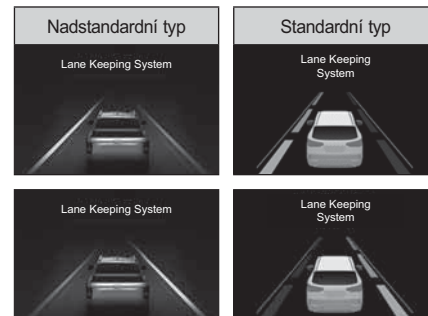 Nadstandardní typ
Standardní typ
Lane Keeping System
Lane Keeping
System
Lane Keeping System
Lane Keeping
System